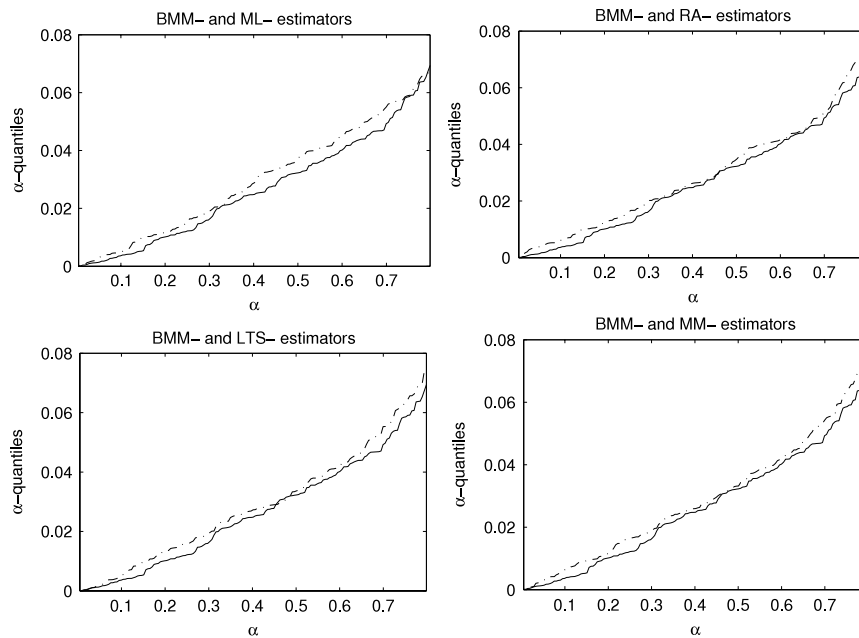 BMM− and ML− estimators
0.08
0.06
0.04
0.02
0
α−quantiles
0.1 0.2 0.3 0.4 0.5 0.6 0.7
α
BMM− and RA− estimators
0.08
0.06
0.04
0.02
0
α−quantiles
0.1 0.2 0.3 0.4 0.5 0.6 0.7
α
BMM− and LTS− estimators
0.08
0.06
0.04
0.02
0
α−quantiles
0.1 0.2 0.3 0.4 0.5 0.6 0.7
α
BMM− and MM− estimators
0.08
0.06
0.04
0.02
0
α−quantiles
0.1 0.2 0.3 0.4 0.5 0.6 0.7
α